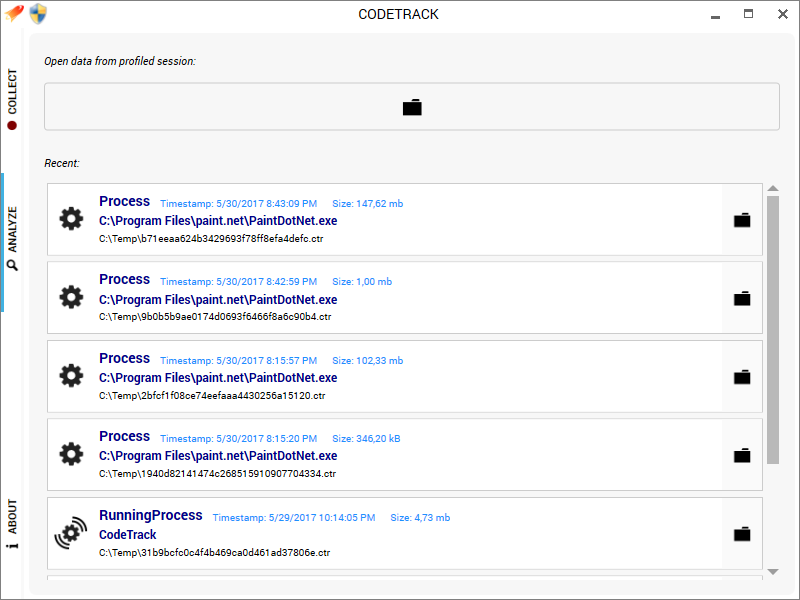 CODETRACK
COLLECT
ANALYZE
ABOUT
Open data from profiled session:
Recent:
Process Timestamp: 5/30/2017 8:43:09 PM Size: 147,62 mb
C:\Program Files\paint.net\PaintDotNet.exe
C:\Temp\b71eeaa624b3429693f78ff8efa4defc.ctr
Process Timestamp: 5/30/2017 8:42:59 PM Size: 1,00 mb
C:\Program Files\paint.net\PaintDotNet.exe
C:\Temp\9b0b5b9ae0174d0693f6466f8a6c90b4.ctr
Process Timestamp: 5/30/2017 8:15:57 PM Size: 102,33 mb
C:\Program Files\paint.net\PaintDotNet.exe
C:\Temp\2bfcf1f08ce74eefaaa4430256a15120.ctr
Process Timestamp: 5/30/2017 8:15:20 PM Size: 346,20 kB
C:\Program Files\paint.net\PaintDotNet.exe
C:\Temp\1940d82141474c268515910907704334.ctr
RunningProcess Timestamp: 5/29/2017 10:14:05 PM Size: 4,73 mb
CodeTrack
C:\Temp\31b9bcfc0c4f4b469ca0d461ad37806e.ctr